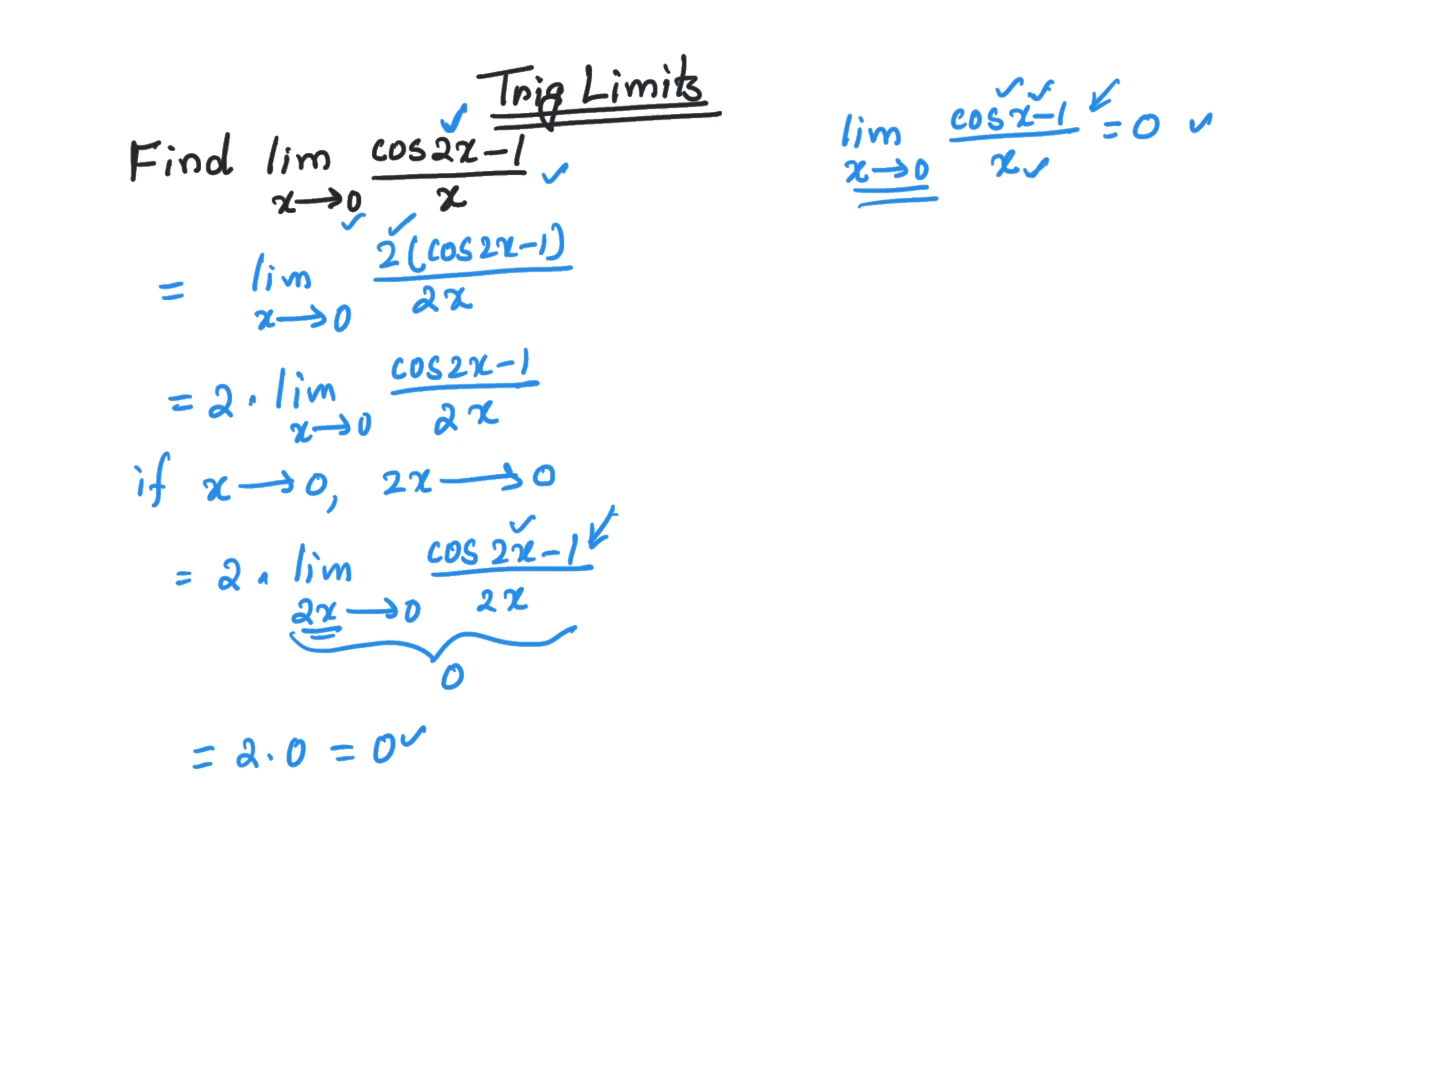 Trig Limits
Find lim x→0 (cos2x−1)/x
lim x→0 (cosx−1)/x = 0
= lim x→0 2(cos2x−1)/2x
= 2 · lim x→0 (cos2x−1)/2x
if x→0, 2x→0
= 2 · lim 2x→0 (cos 2x−1)/2x
0
= 2·0 = 0